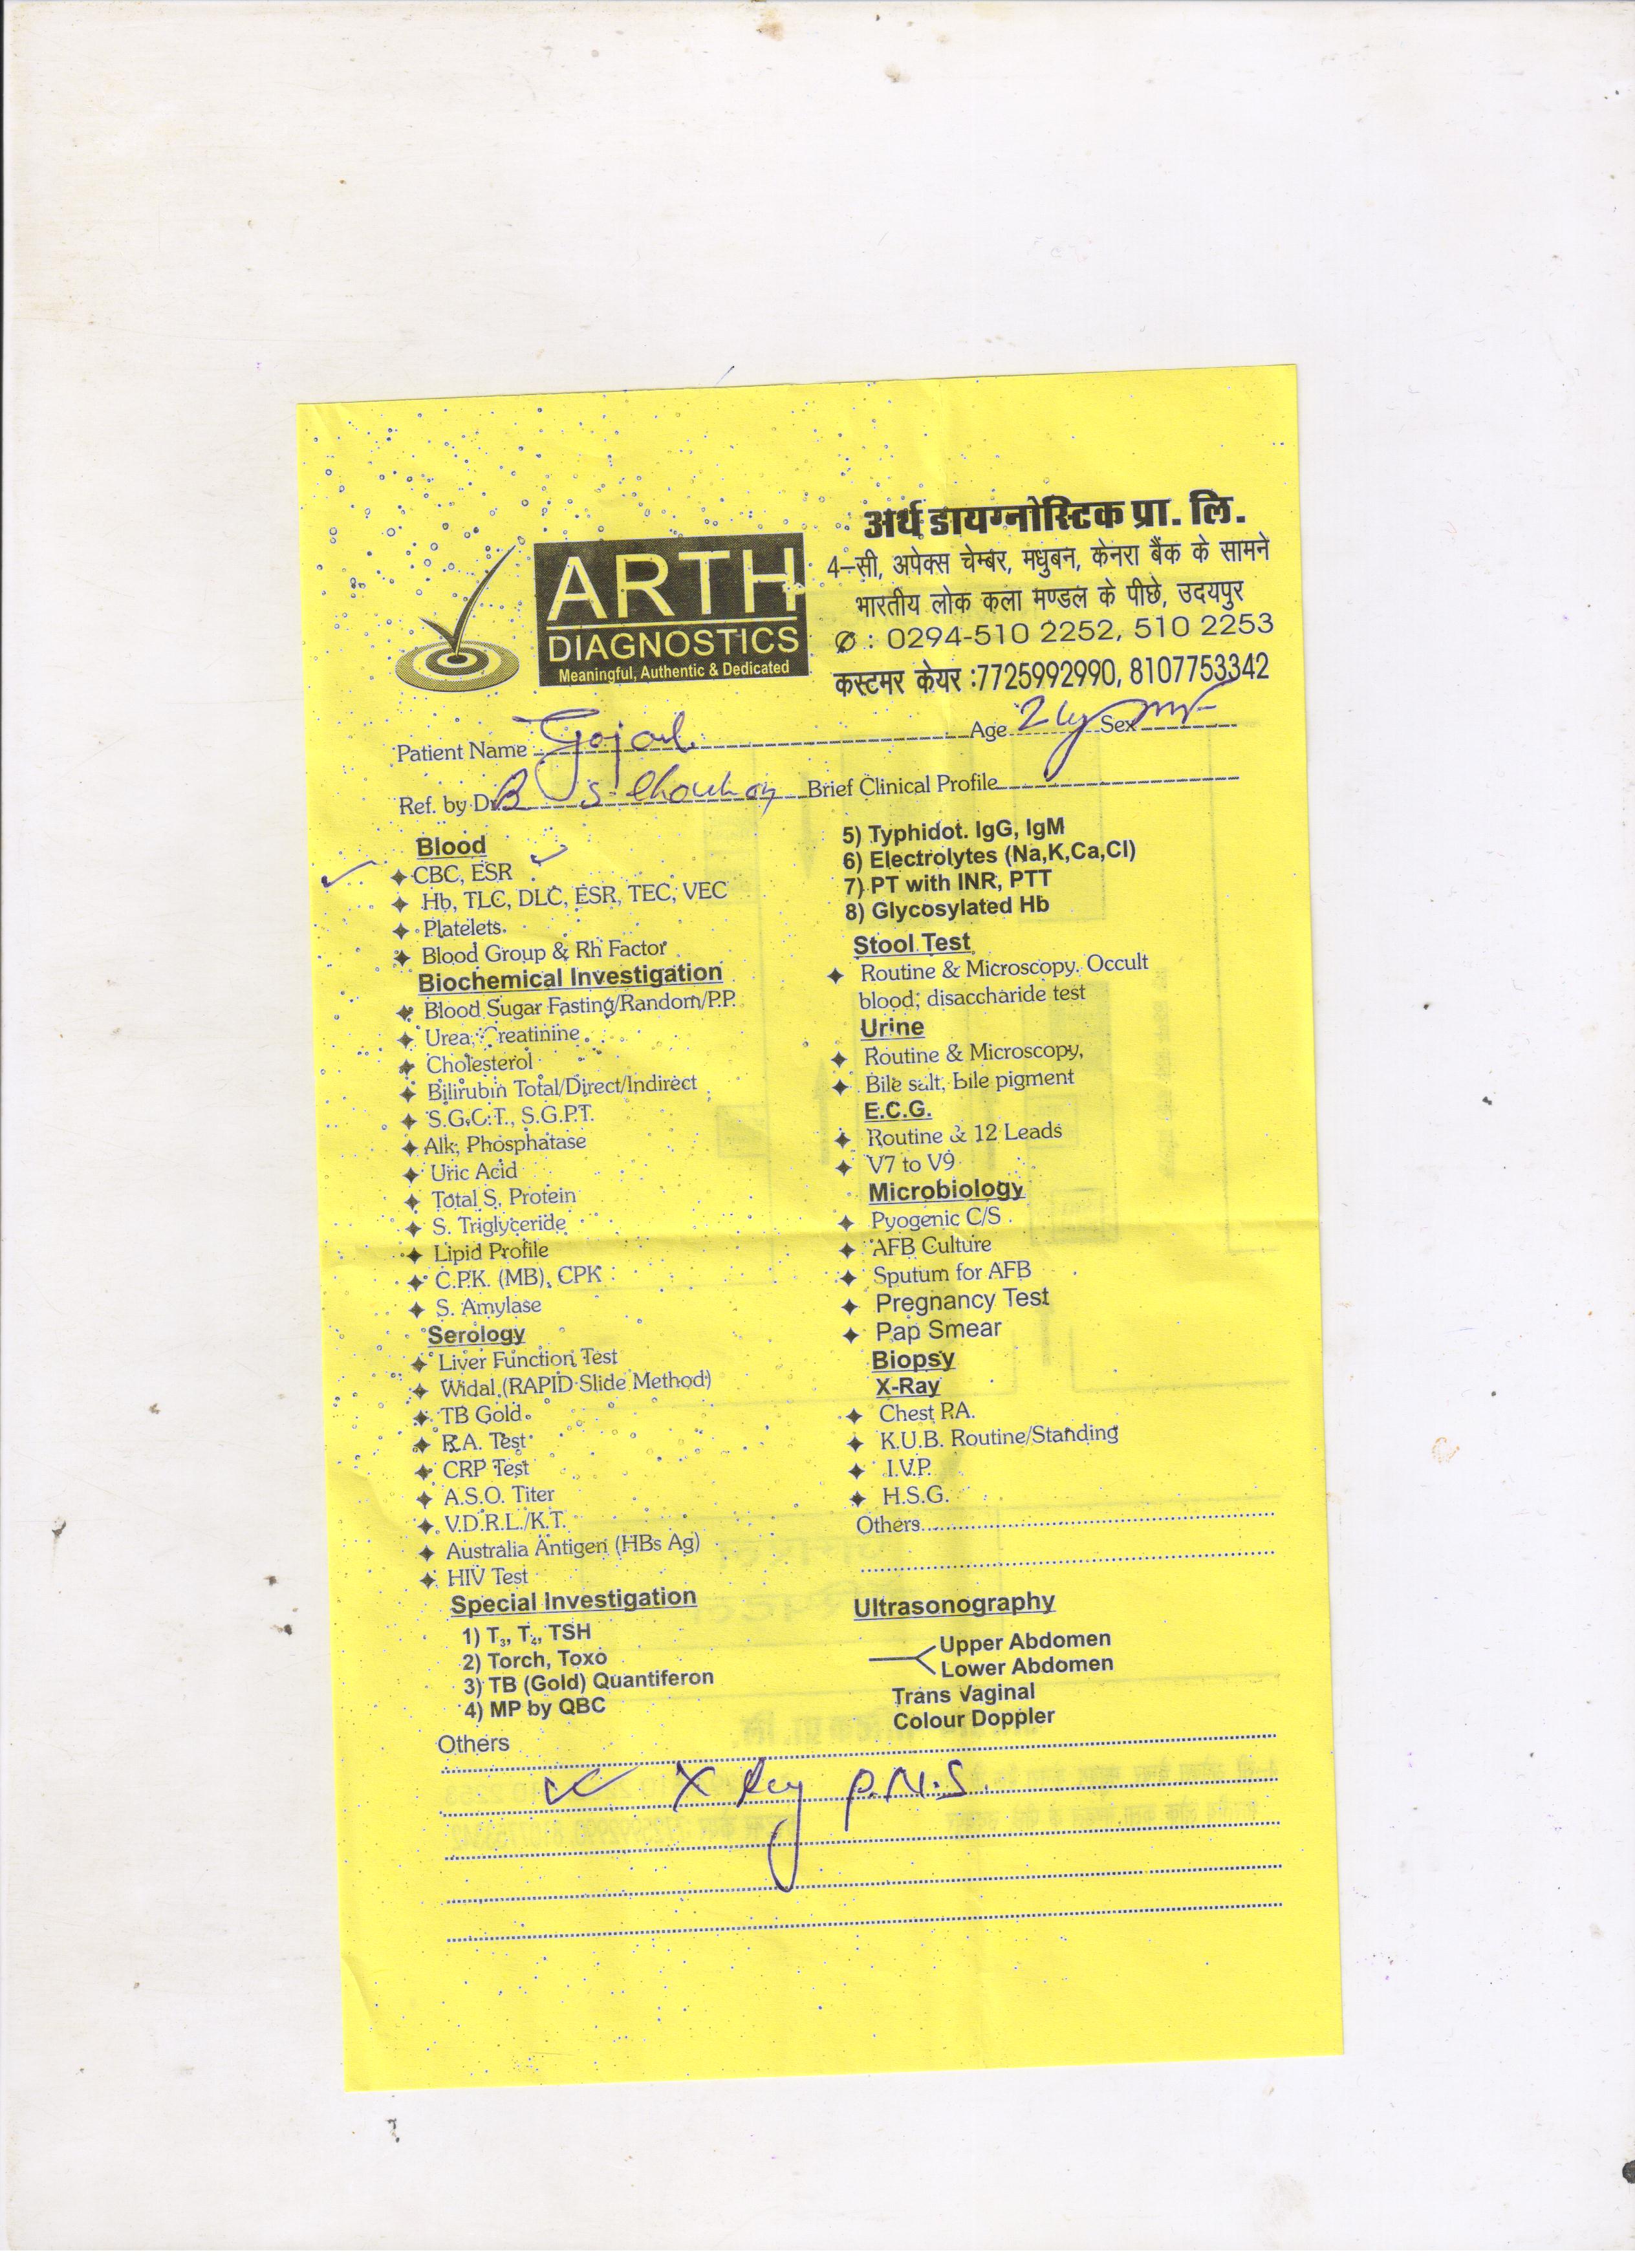 अर्थ डायग्नोस्टिक प्रा. लि.
ARTH
DIAGNOSTICS
Meaningful, Authentic & Dedicated
4-सी, अपेक्स चेम्बर, मधुबन, केनरा बैंक के सामने
भारतीय लोक कला मण्डल के पीछे, उदयपुर
: 0294-510 2252, 510 2253
कस्टमर केयर :7725992990, 8107753342
Patient Name Age Sex
Ref. by Dr. B S Chouhan Brief Clinical Profile
Blood
CBC, ESR
Hb, TLC, DLC, ESR, TEC, VEC
Platelets.
Blood Group & Rh Factor
Biochemical Investigation
Blood Sugar Fasting/Random/P.P.
Urea, Creatinine
Cholesterol
Bilirubin Total/Direct/Indirect
S.G.O.T., S.G.P.T.
Alk; Phosphatase
Uric Acid
Total S. Protein
S. Triglyceride
Lipid Profile
C.P.K. (MB), CPK
S. Amylase
Serology
Liver Function Test
Widal (RAPID Slide Method)
TB Gold
R.A. Test
CRP Test
A.S.O. Titer
V.D.R.L./K.T.
Australia Antigen (HBs Ag)
HIV Test
Special Investigation
1) T₃, T₄, TSH
2) Torch, Toxo
3) TB (Gold) Quantiferon
4) MP by QBC
5) Typhidot. IgG, IgM
6) Electrolytes (Na,K,Ca,Cl)
7) PT with INR, PTT
8) Glycosylated Hb
Stool Test
Routine & Microscopy. Occult
blood; disaccharide test
Urine
Routine & Microscopy,
Bile salt, bile pigment
E.C.G.
Routine & 12 Leads
V7 to V9
Microbiology
Pyogenic C/S
AFB Culture
Sputum for AFB
Pregnancy Test
Pap Smear
Biopsy
X-Ray
Chest P.A.
K.U.B. Routine/Standing
I.V.P.
H.S.G.
Others
Ultrasonography
Upper Abdomen
Lower Abdomen
Trans Vaginal
Colour Doppler
Others
X Ray P.N.S.